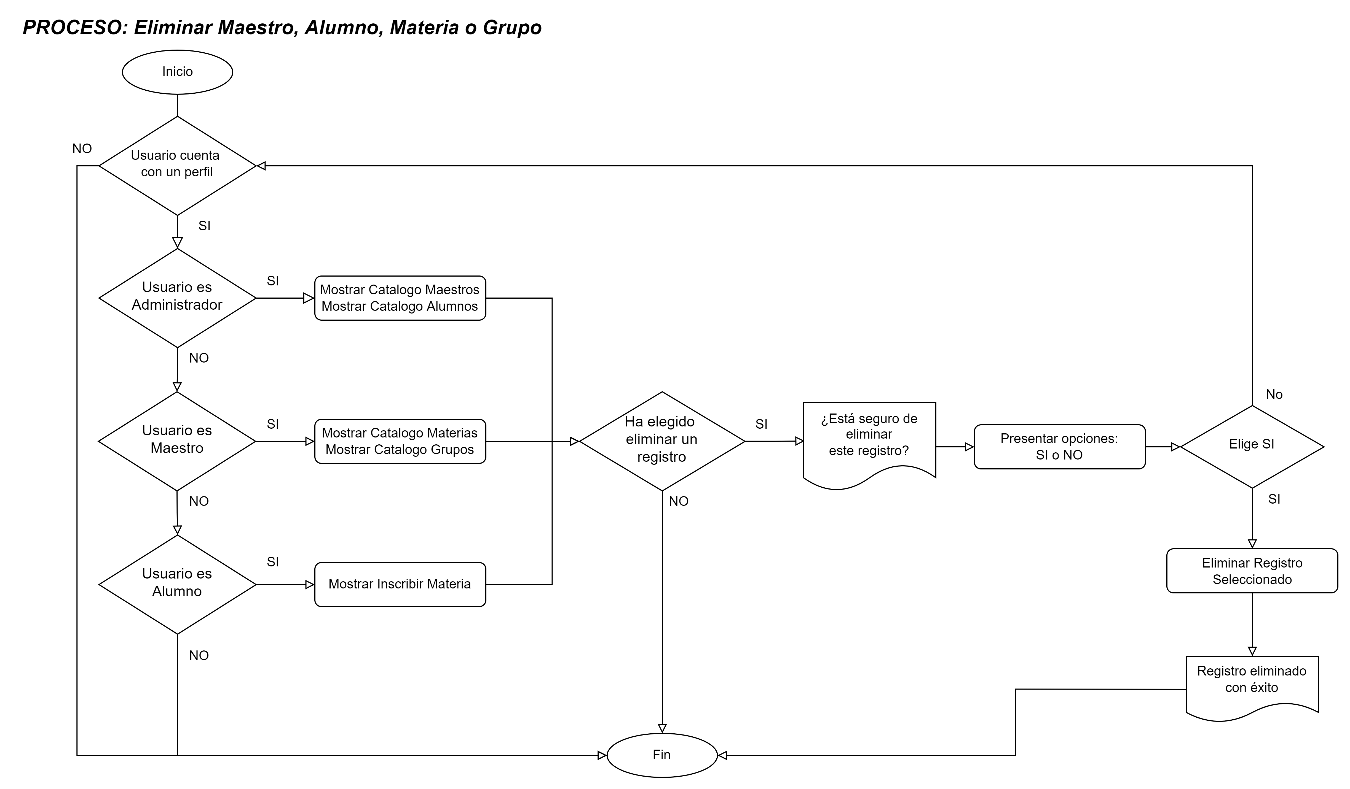 PROCESO: Eliminar Maestro, Alumno, Materia o Grupo
Inicio
NO
Usuario cuenta
con un perfil
SI
Usuario es
Administrador
SI
Mostrar Catalogo Maestros
Mostrar Catalogo Alumnos
NO
Usuario es
Maestro
SI
Mostrar Catalogo Materias
Mostrar Catalogo Grupos
NO
Usuario es
Alumno
SI
Mostrar Inscribir Materia
NO
Ha elegido
eliminar un
registro
SI
NO
¿Está seguro de
eliminar
este registro?
Presentar opciones:
SI o NO
No
Elige SI
SI
Eliminar Registro
Seleccionado
Registro eliminado
con éxito
Fin